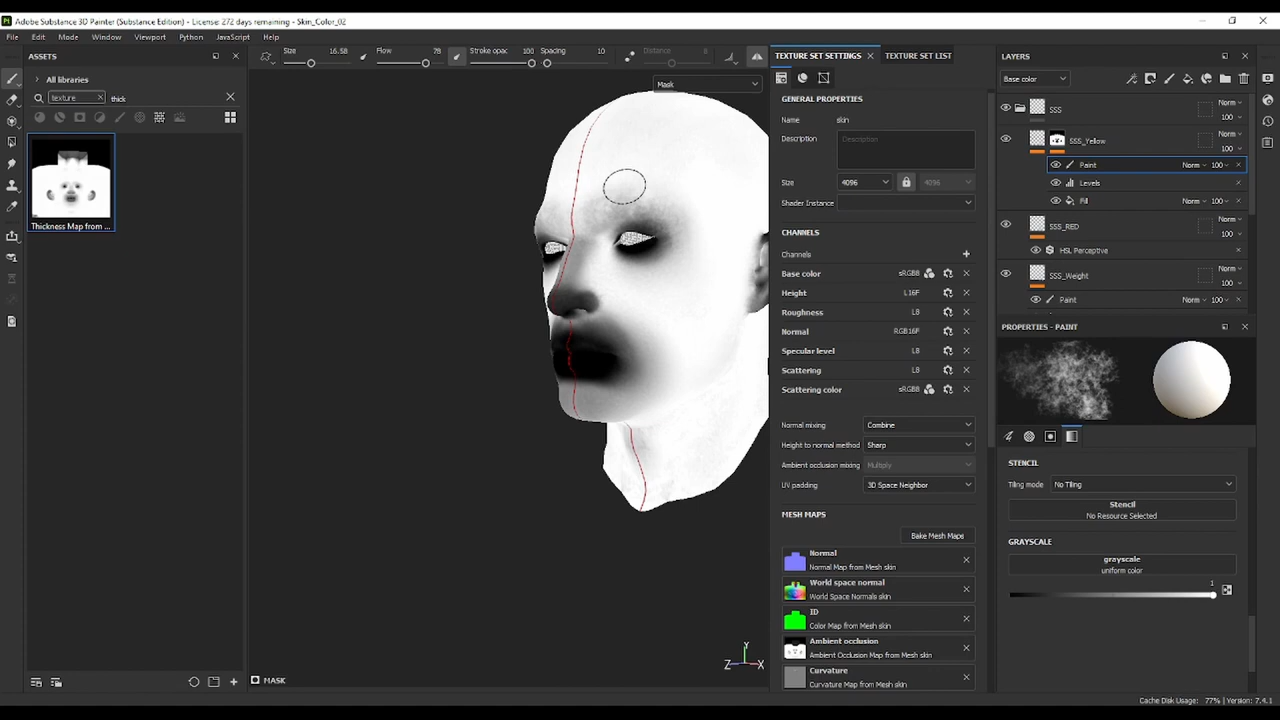 Adobe Substance 3D Painter (Substance Edition) - License: 272 days remaining - Skin_Color_02
File Edit Mode Window Viewport Python JavaScript Help
ASSETS
All libraries
texture × thick
Thickness Map from ...
Size 16.58 Flow 78 Stroke opac 100 Spacing 10 Distance 8
Mask
MASK
Y
Z X
TEXTURE SET SETTINGS TEXTURE SET LIST
GENERAL PROPERTIES
Name skin
Description Description
Size 4096 4096
Shader Instance
CHANNELS
Channels
Base color sRGB8
Height L16F
Roughness L8
Normal RGB16F
Specular level L8
Scattering L8
Scattering color sRGB8
Normal mixing Combine
Height to normal method Sharp
Ambient occlusion mixing Multiply
UV padding 3D Space Neighbor
MESH MAPS
Bake Mesh Maps
Normal
Normal Map from Mesh skin
World space normal
World Space Normals skin
ID
Color Map from Mesh skin
Ambient occlusion
Ambient Occlusion Map from Mesh skin
Curvature
Curvature Map from Mesh skin
LAYERS
Base color
SSS Norm 100
SSS_Yellow Norm 100
Paint Norm 100
Levels
Fill Norm 100
SSS_RED Norm 100
HSL Perceptive
SSS_Weight Norm 100
Paint Norm 100
PROPERTIES - PAINT
STENCIL
Tiling mode No Tiling
Stencil
No Resource Selected
GRAYSCALE
grayscale
uniform color
1
Cache Disk Usage: 77% | Version: 7.4.1